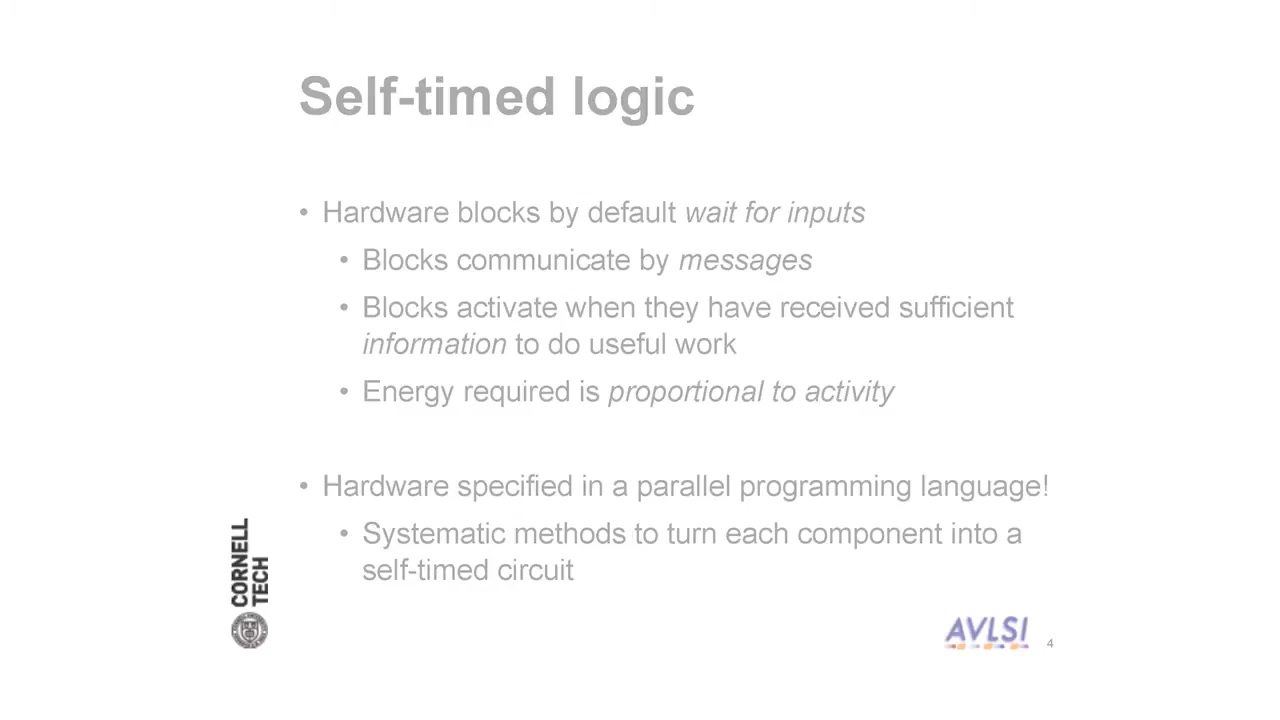 Self-timed logic
• Hardware blocks by default wait for inputs
• Blocks communicate by messages
• Blocks activate when they have received sufficient
information to do useful work
• Energy required is proportional to activity
• Hardware specified in a parallel programming language!
• Systematic methods to turn each component into a
self-timed circuit
CORNELL
TECH
AVLSI
4